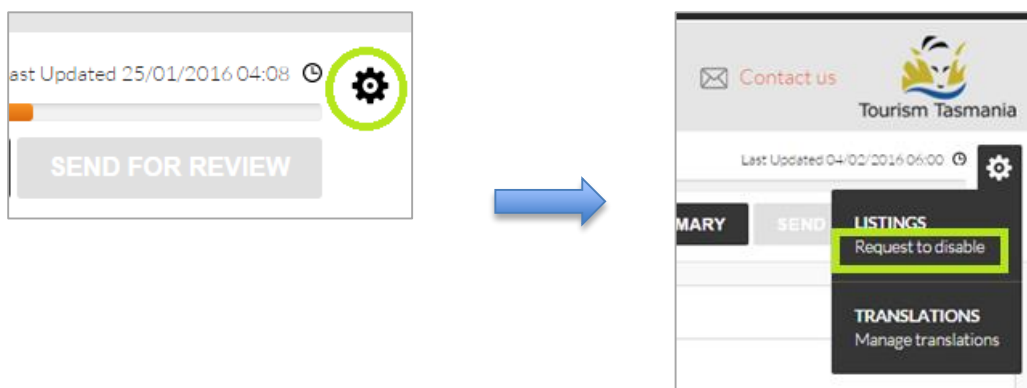 ast Updated 25/01/2016 04:08
SEND FOR REVIEW
Contact us
Tourism Tasmania
Last Updated 04/02/2016 06:00
MARY
SEND
LISTINGS
Request to disable
TRANSLATIONS
Manage translations